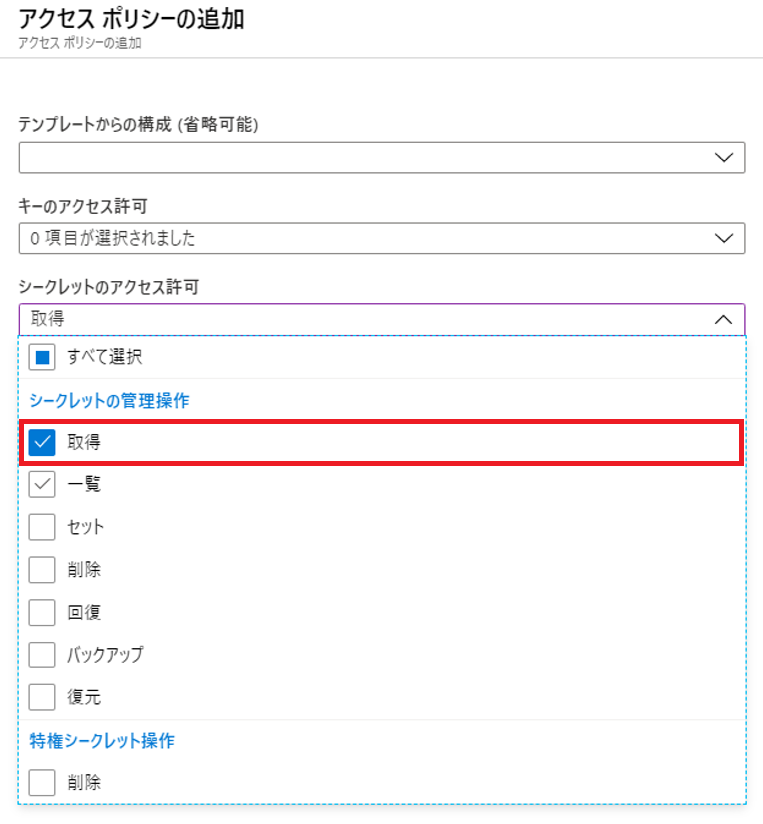 アクセス ポリシーの追加
アクセス ポリシーの追加
テンプレートからの構成 (省略可能)
キーのアクセス許可
0 項目が選択されました
シークレットのアクセス許可
取得
すべて選択
シークレットの管理操作
取得
一覧
セット
削除
回復
バックアップ
復元
特権シークレット操作
削除